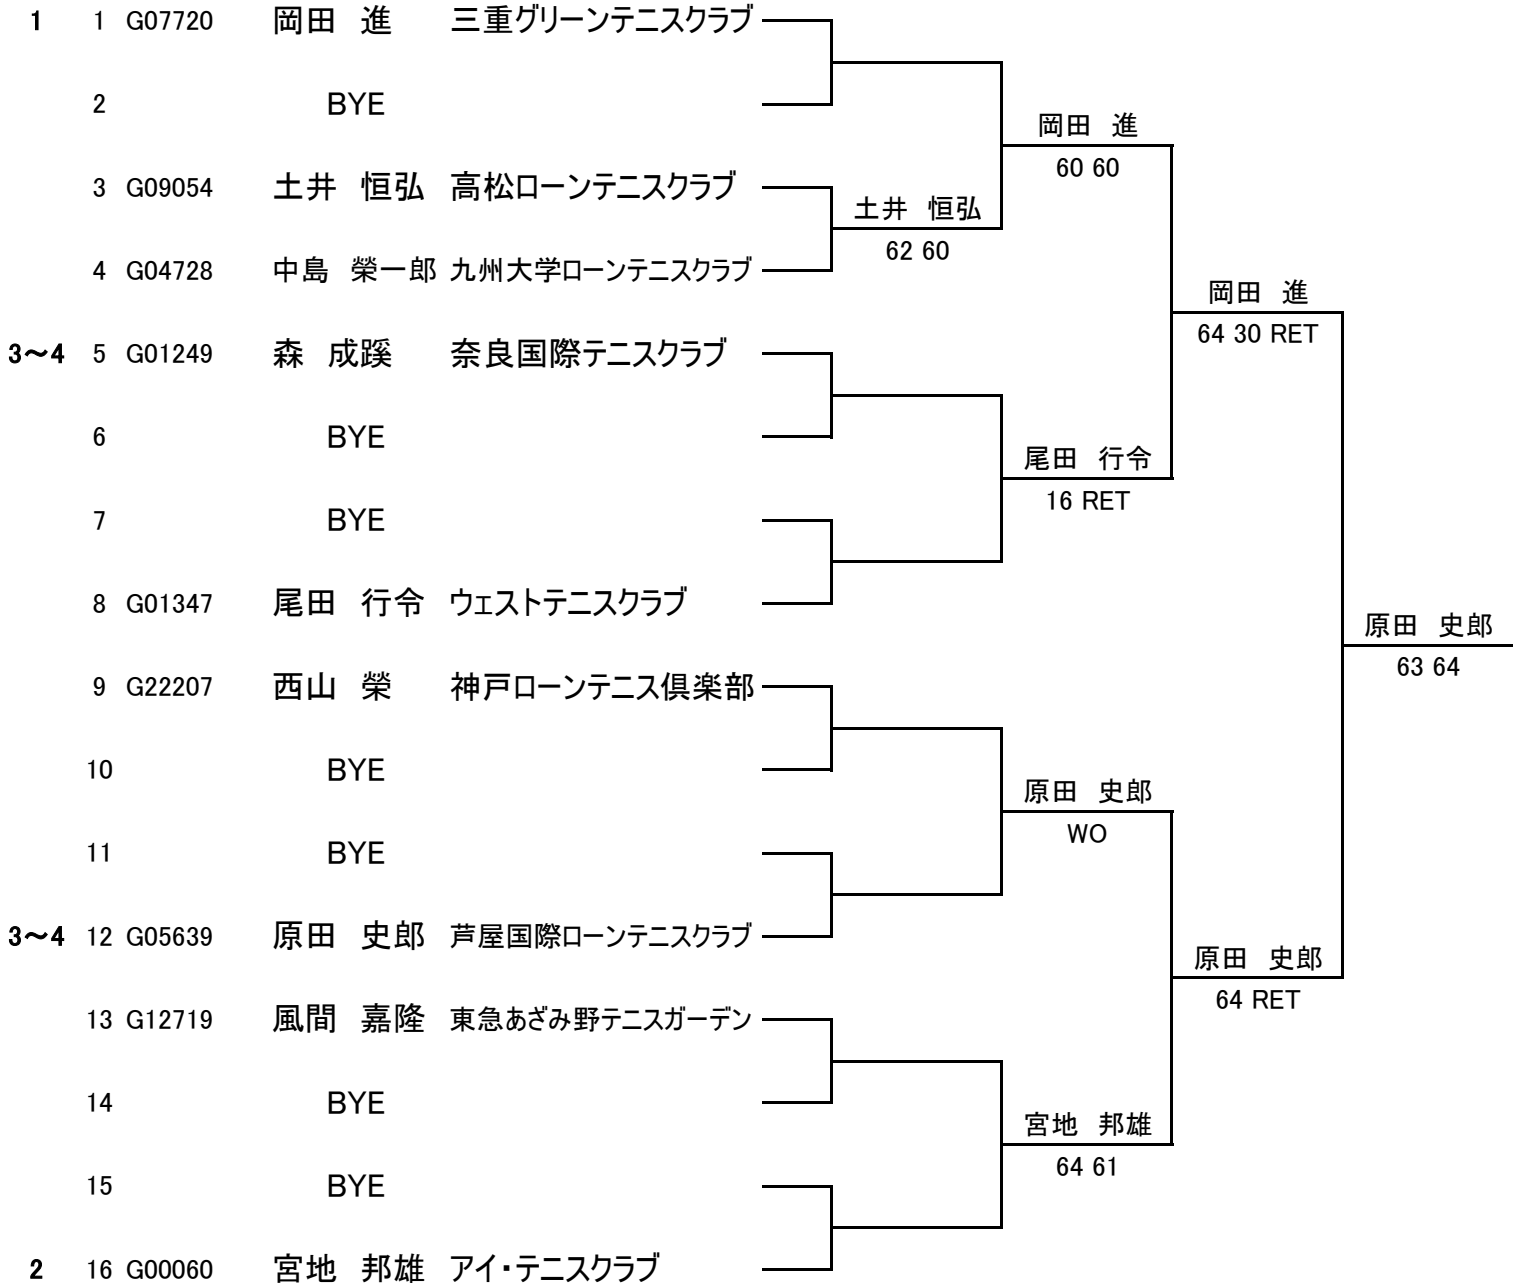 1 1 G07720 岡田 進 三重グリーンテニスクラブ
2 BYE
岡田 進
60 60
3 G09054 土井 恒弘 高松ローンテニスクラブ
土井 恒弘
62 60
4 G04728 中島 榮一郎 九州大学ローンテニスクラブ
岡田 進
64 30 RET
3～4 5 G01249 森 成蹊 奈良国際テニスクラブ
6 BYE
尾田 行令
16 RET
7 BYE
8 G01347 尾田 行令 ウェストテニスクラブ
原田 史郎
63 64
9 G22207 西山 榮 神戸ローンテニス倶楽部
10 BYE
原田 史郎
WO
11 BYE
3～4 12 G05639 原田 史郎 芦屋国際ローンテニスクラブ
原田 史郎
64 RET
13 G12719 風間 嘉隆 東急あざみ野テニスガーデン
14 BYE
宮地 邦雄
64 61
15 BYE
2 16 G00060 宮地 邦雄 アイ・テニスクラブ